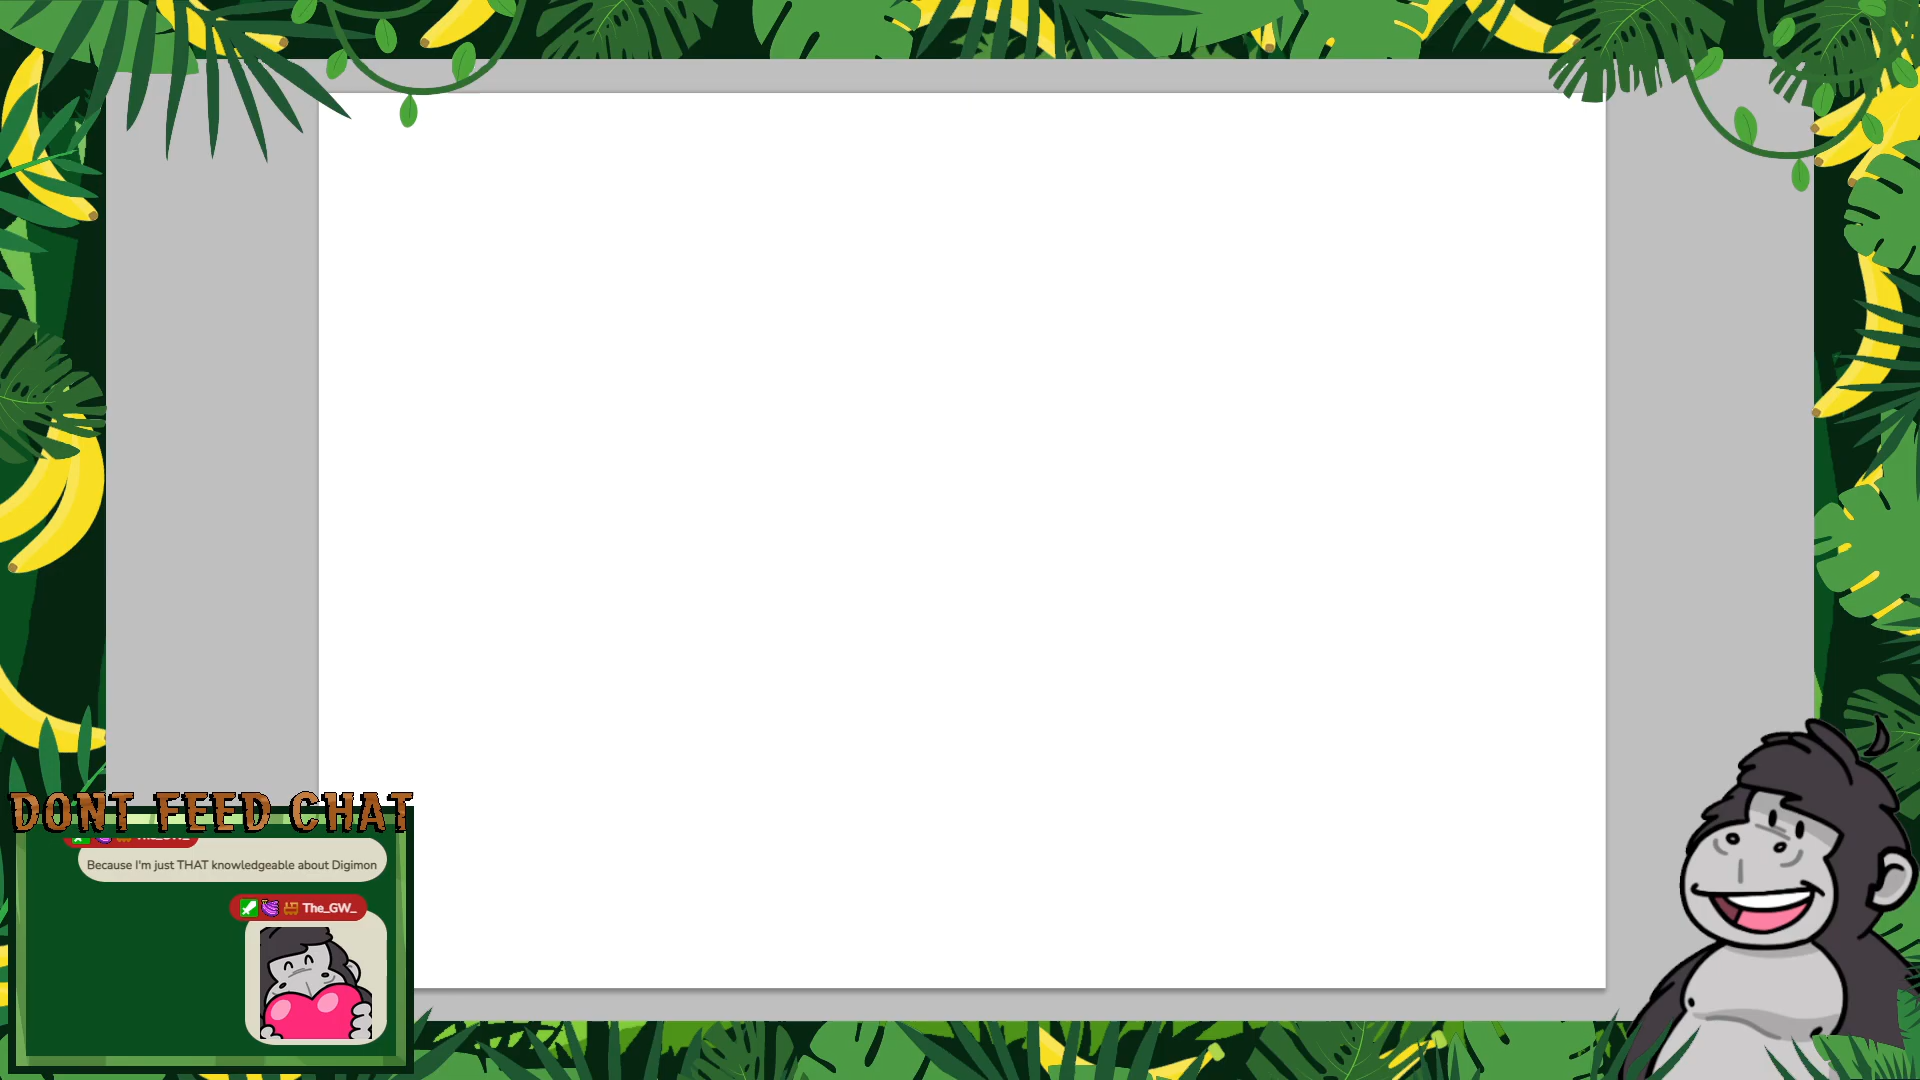 DONT FEED CHAT
Because I'm just THAT knowledgeable about Digimon
The_GW_